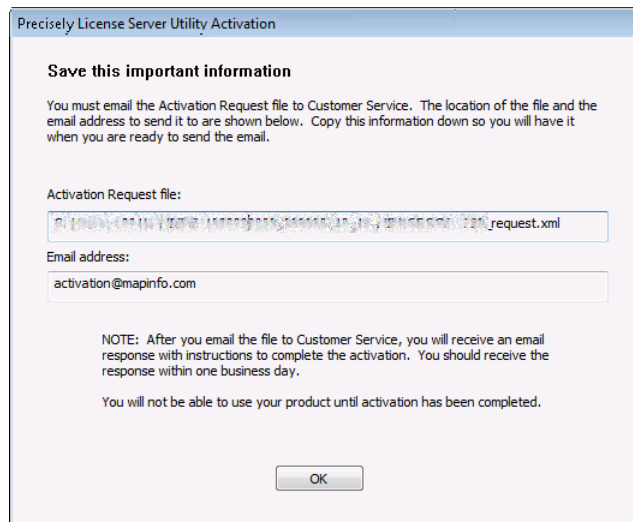 Precisely License Server Utility Activation
Save this important information
You must email the Activation Request file to Customer Service. The location of the file and the
email address to send it to are shown below. Copy this information down so you will have it
when you are ready to send the email.
Activation Request file:
_request.xml
Email address:
activation@mapinfo.com
NOTE: After you email the file to Customer Service, you will receive an email
response with instructions to complete the activation. You should receive the
response within one business day.
You will not be able to use your product until activation has been completed.
OK